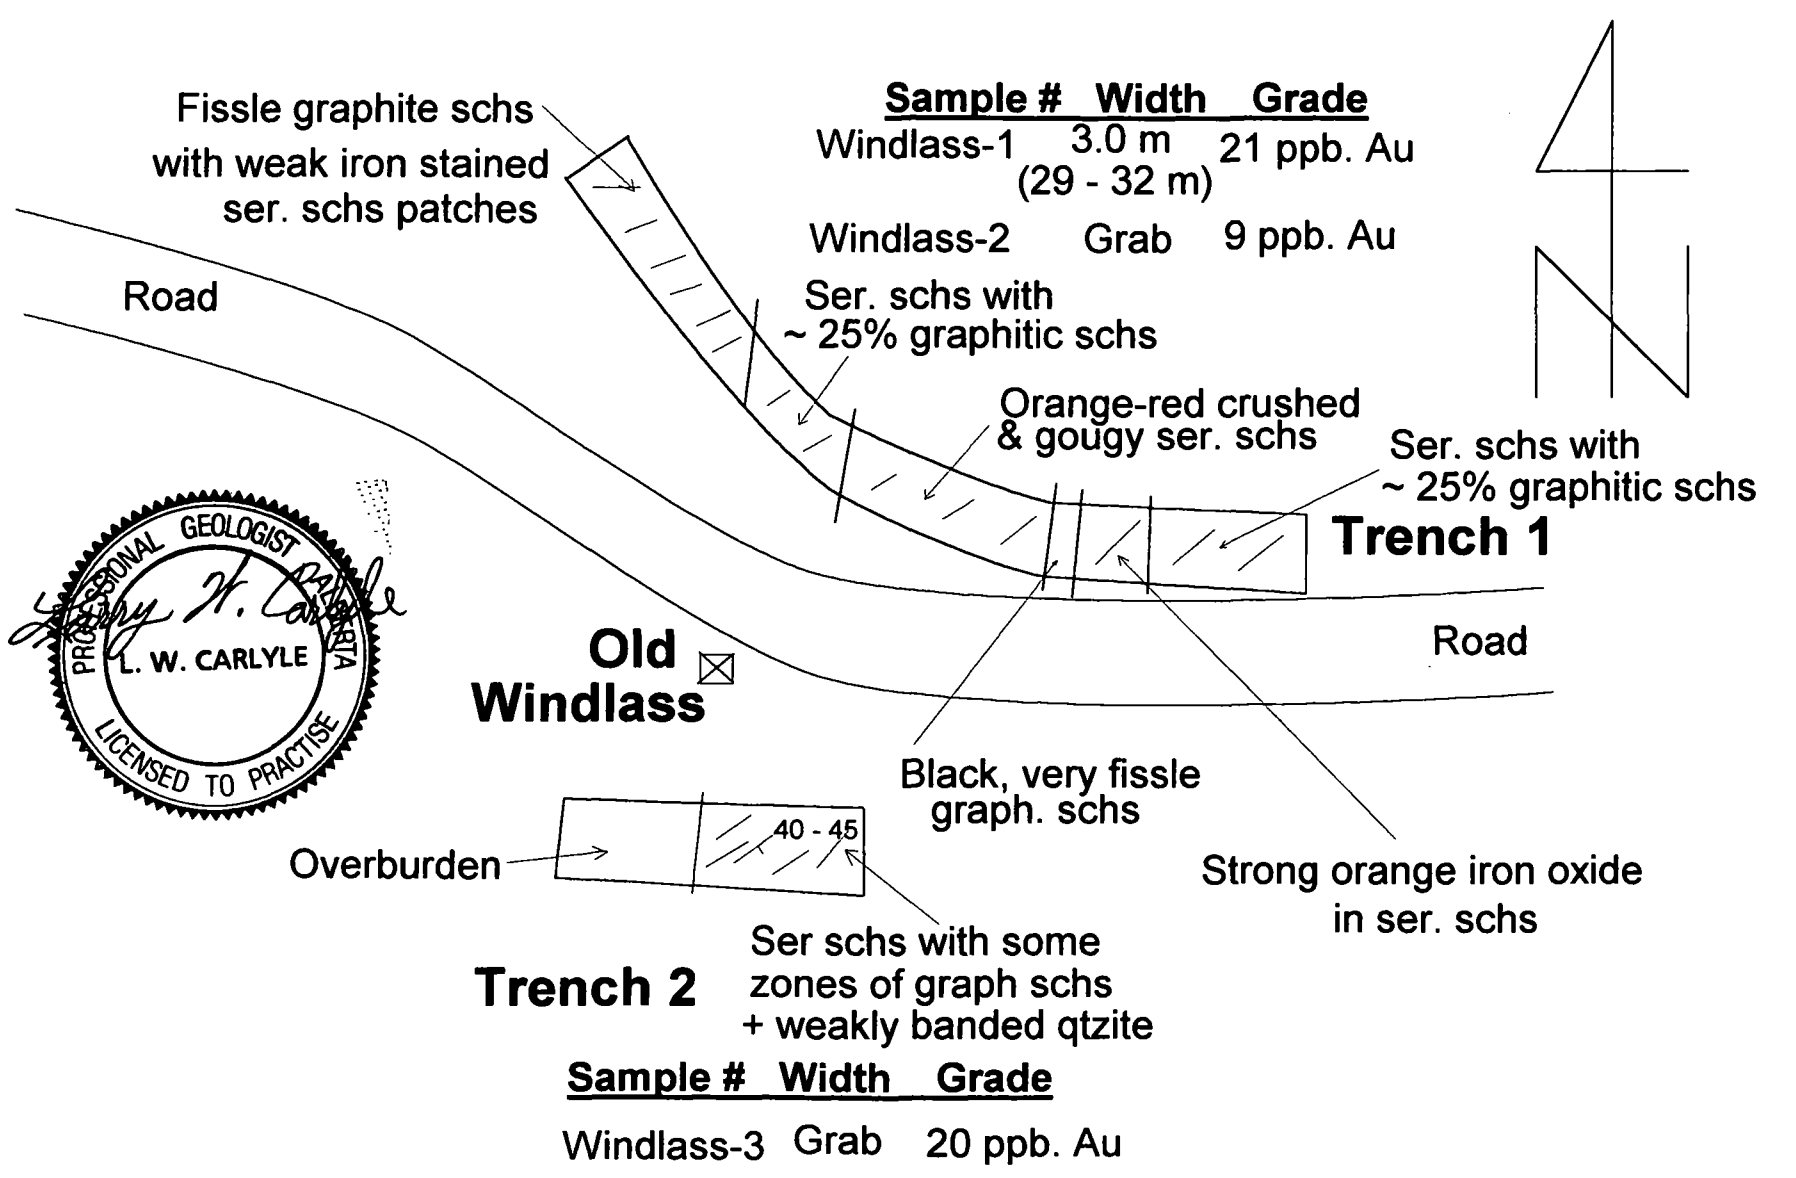 Sample # Width Grade
Windlass-1 3.0 m 21 ppb. Au
(29 - 32 m)
Windlass-2 Grab 9 ppb. Au
Fissle graphite schs
with weak iron stained
ser. schs patches
N
Road
Ser. schs with
~ 25% graphitic schs
Orange-red crushed
& gougy ser. schs
Ser. schs with
~ 25% graphitic schs
Trench 1
Road
PROFESSIONAL GEOLOGIST
ALBERTA
Larry W. Carlyle
L. W. CARLYLE
LICENSED TO PRACTISE
Old
Windlass
Black, very fissle
graph. schs
Strong orange iron oxide
in ser. schs
40 - 45
Overburden
Ser schs with some
zones of graph schs
+ weakly banded qtzite
Trench 2
Sample # Width Grade
Windlass-3 Grab 20 ppb. Au